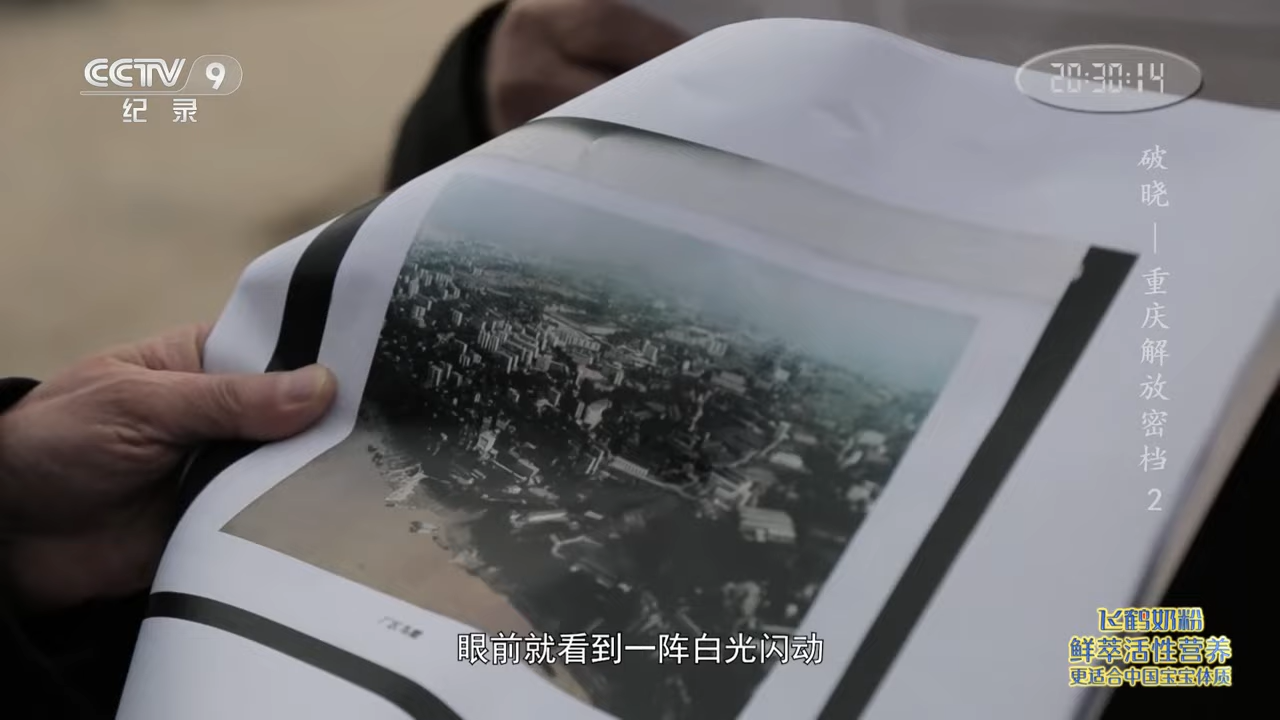 CCTV 9
纪录
20:30:14
破晓—重庆解放密档2
眼前就看到一阵白光闪动
飞鹤奶粉
鲜萃活性营养
更适合中国宝宝体质